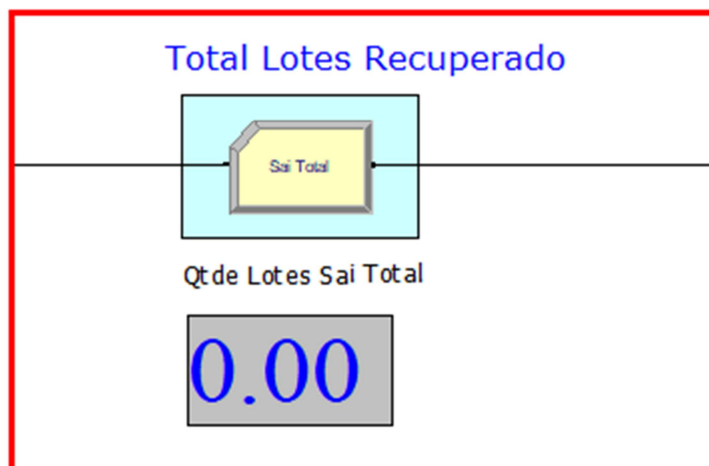 Total Lotes Recuperado
Sai Total
Qtde Lotes Sai Total
0.00